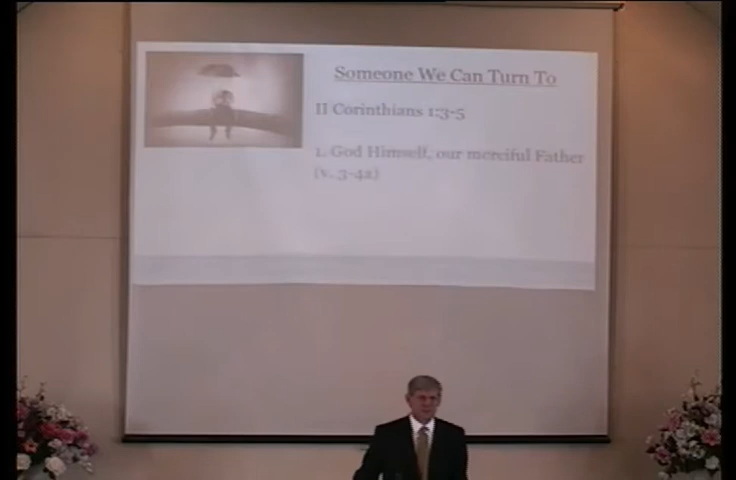 Someone We Can Turn To
II Corinthians 1:3-5
1. God Himself, our merciful Father
(v. 3-4a)